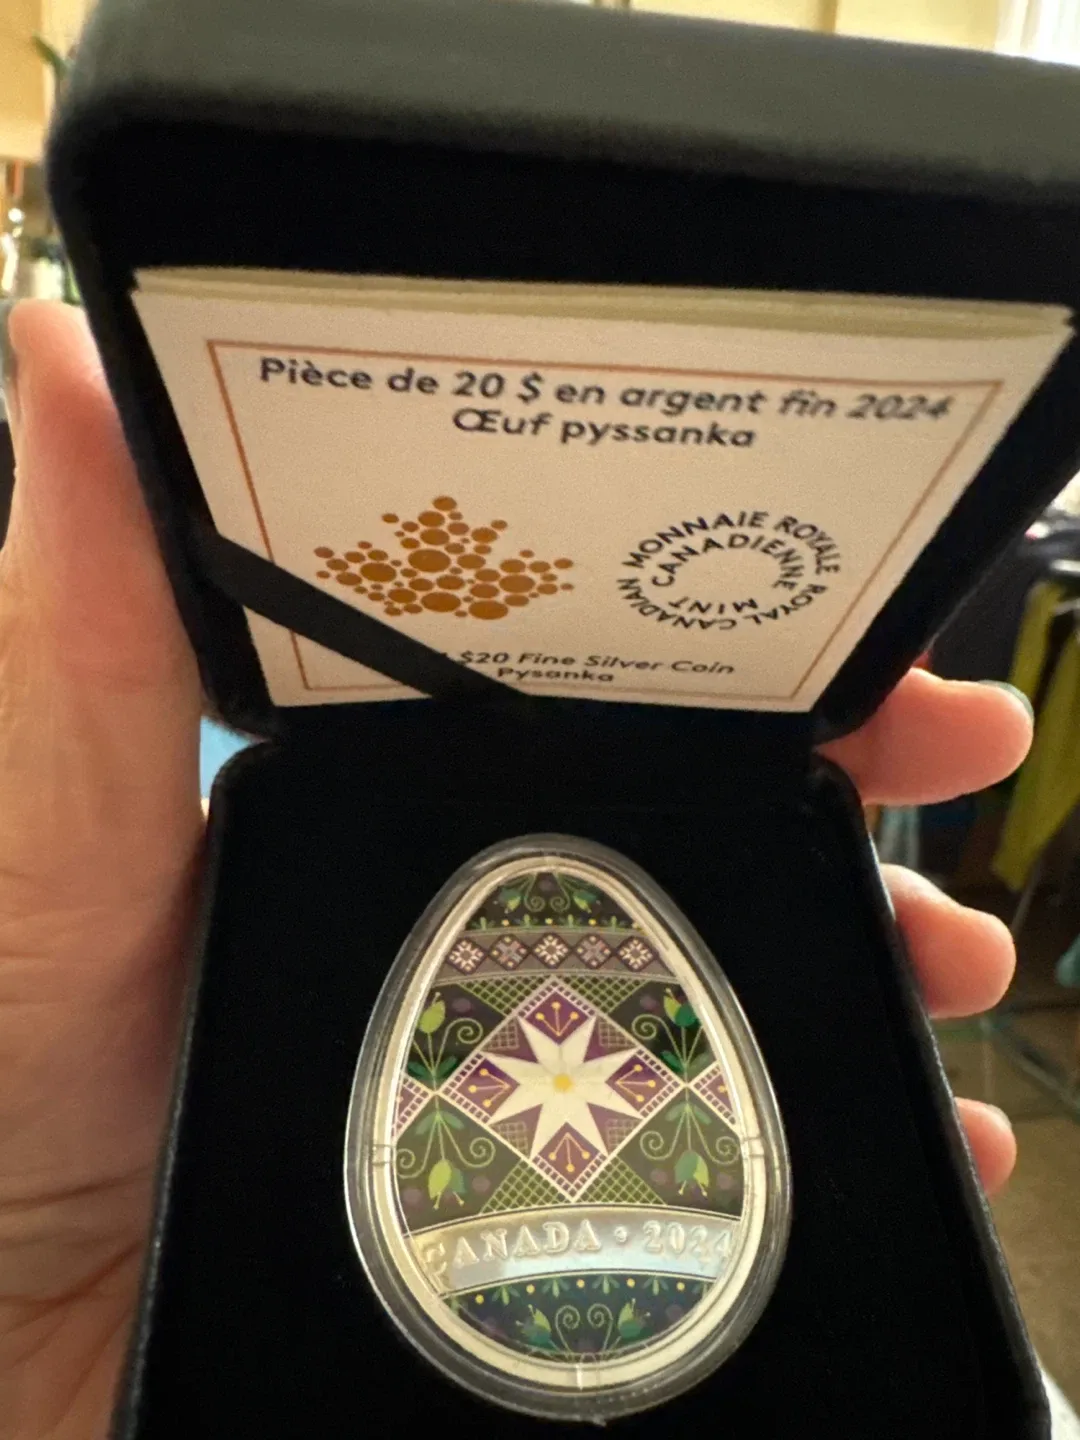 Pièce de 20 $ en argent fin 2024
Œuf pyssanka
MONNAIE ROYALE CANADIENNE
ROYAL CANADIAN MINT
$20 Fine Silver Coin
Pysanka
CANADA • 2024